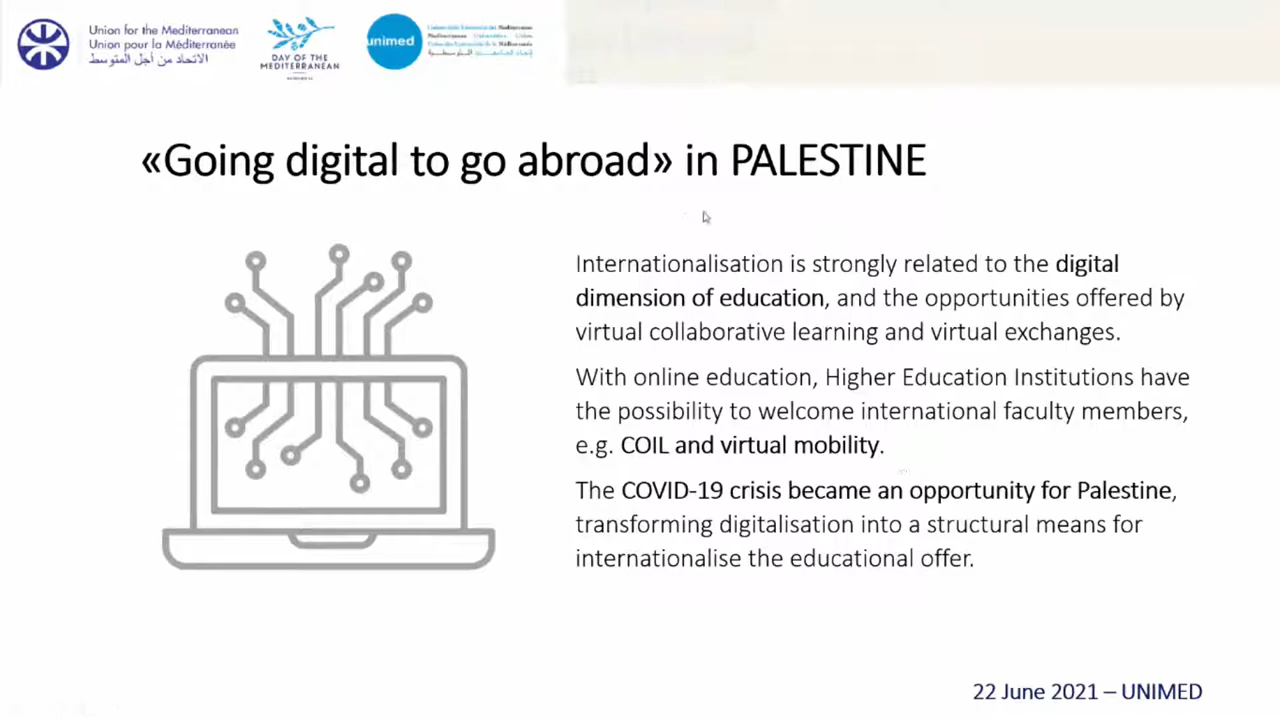 Union for the Mediterranean
Union pour la Méditerranée
الاتحاد من أجل المتوسط
DAY OF THE
MEDITERRANEAN
unimed
«Going digital to go abroad» in PALESTINE
Internationalisation is strongly related to the digital
dimension of education, and the opportunities offered by
virtual collaborative learning and virtual exchanges.
With online education, Higher Education Institutions have
the possibility to welcome international faculty members,
e.g. COIL and virtual mobility.
The COVID-19 crisis became an opportunity for Palestine,
transforming digitalisation into a structural means for
internationalise the educational offer.
22 June 2021 – UNIMED